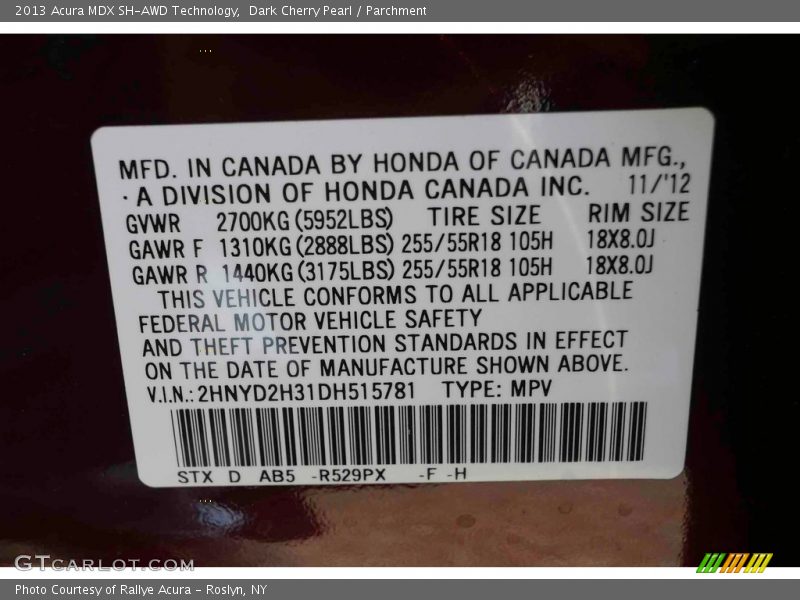 2013 Acura MDX SH-AWD Technology,  Dark Cherry Pearl / Parchment
MFD. IN CANADA BY HONDA OF CANADA MFG.,
· A DIVISION OF HONDA CANADA INC. 11/'12
GVWR 2700KG (5952LBS) TIRE SIZE RIM SIZE
GAWR F 1310KG (2888LBS) 255/55R18 105H 18X8.0J
GAWR R 1440KG (3175LBS) 255/55R18 105H 18X8.0J
THIS VEHICLE CONFORMS TO ALL APPLICABLE
FEDERAL MOTOR VEHICLE SAFETY
AND THEFT PREVENTION STANDARDS IN EFFECT
ON THE DATE OF MANUFACTURE SHOWN ABOVE.
V.I.N.: 2HNYD2H31DH515781 TYPE: MPV
STX D AB5 -R529PX -F -H
GTCARLOT.COM
Photo Courtesy of Rallye Acura - Roslyn, NY